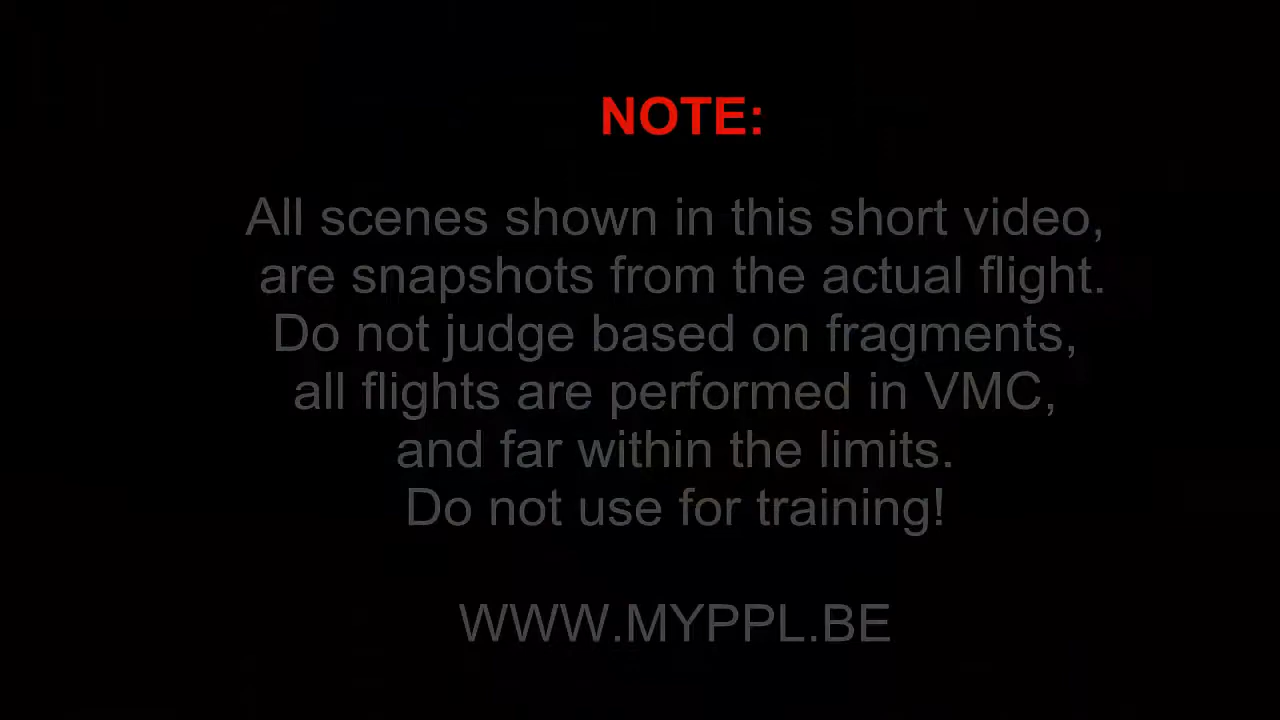 NOTE:
All scenes shown in this short video,
are snapshots from the actual flight.
Do not judge based on fragments,
all flights are performed in VMC,
and far within the limits.
Do not use for training!
WWW.MYPPL.BE